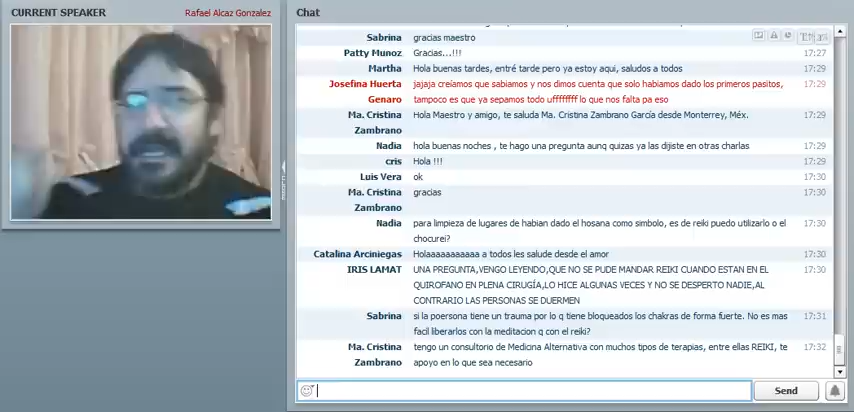 CURRENT SPEAKER
Rafael Alcaz Gonzalez
Chat
Sabrina gracias maestro
Patty Munoz Gracias...!!! 17:27
Martha Hola buenas tardes, entré tarde pero ya estoy aqui, saludos a todos 17:29
Josefina Huerta jajaja creíamos que sabiamos y nos dimos cuenta que solo habiamos dado los primeros pasitos, 17:29
Genaro tampoco es que ya sepamos todo uffffffff lo que nos falta pa eso
Ma. Cristina Hola Maestro y amigo, te saluda Ma. Cristina Zambrano García desde Monterrey, Méx. 17:29
Zambrano
Nadia hola buenas noches , te hago una pregunta aunq quizas ya las dijiste en otras charlas 17:29
cris Hola !!! 17:29
Luis Vera ok 17:30
Ma. Cristina gracias 17:30
Zambrano
Nadia para limpieza de lugares de habian dado el hosana como simbolo, es de reiki puedo utilizarlo o el 17:30
chocurei?
Catalina Arciniegas Holaaaaaaaaaaa a todos les salude desde el amor 17:30
IRIS LAMAT UNA PREGUNTA,VENGO LEYENDO,QUE NO SE PUDE MANDAR REIKI CUANDO ESTAN EN EL 17:30
QUIROFANO EN PLENA CIRUGÍA,LO HICE ALGUNAS VECES Y NO SE DESPERTO NADIE,AL
CONTRARIO LAS PERSONAS SE DUERMEN
Sabrina si la poersona tiene un trauma por lo q tiene bloqueados los chakras de forma fuerte. No es mas 17:31
facil liberarlos con la meditacion q con el reiki?
Ma. Cristina tengo un consultorio de Medicina Alternativa con muchos tipos de terapias, entre ellas REIKI, te 17:32
Zambrano apoyo en lo que sea necesario
Send